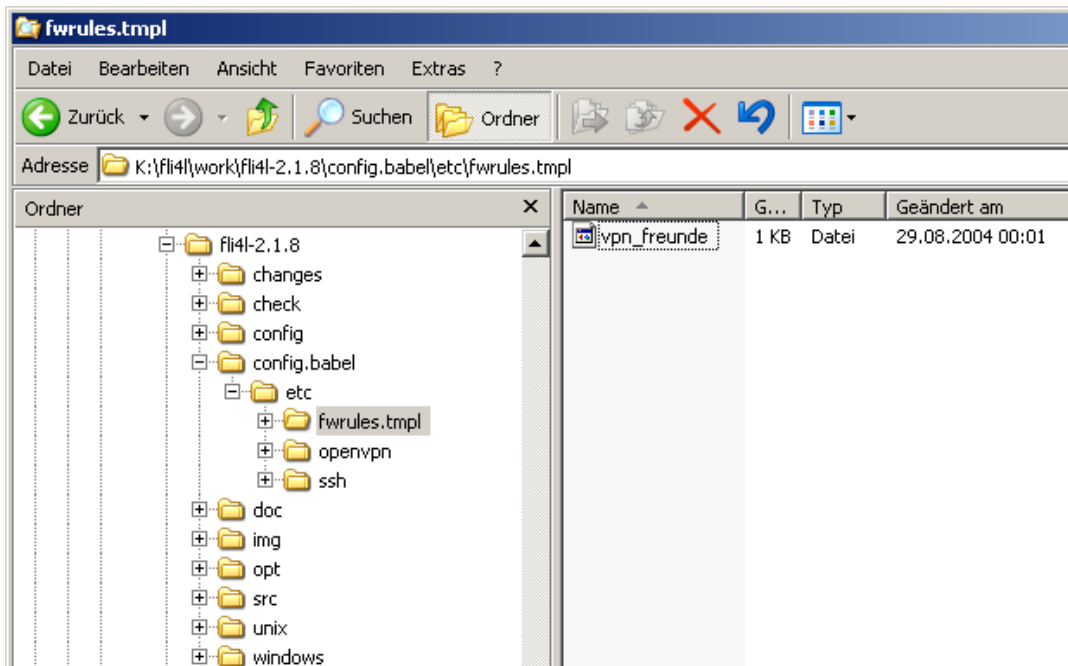 fwrules.tmpl
Datei Bearbeiten Ansicht Favoriten Extras ?
Zurück Suchen Ordner
Adresse K:\fli4l\work\fli4l-2.1.8\config.babel\etc\fwrules.tmpl
Ordner x Name G... Typ Geändert am
vpn_freunde 1 KB Datei 29.08.2004 00:01
fli4l-2.1.8
changes
check
config
config.babel
etc
fwrules.tmpl
openvpn
ssh
doc
img
opt
src
unix
windows